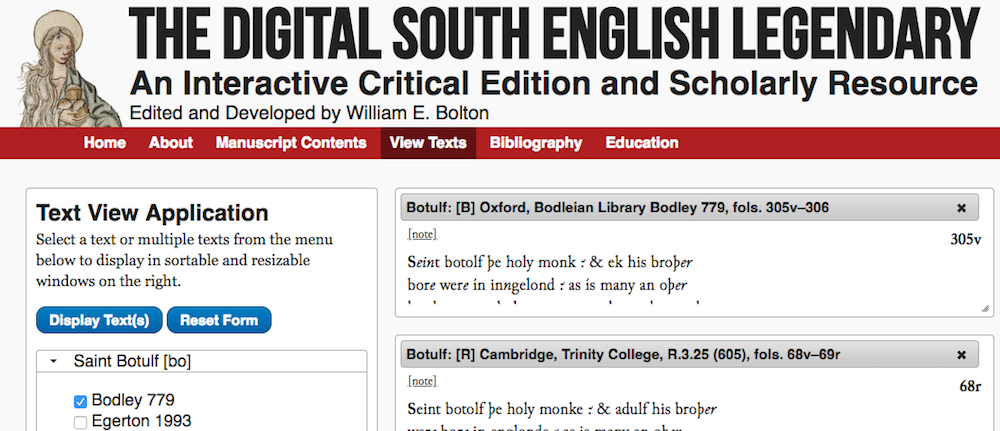 THE DIGITAL SOUTH ENGLISH LEGENDARY
An Interactive Critical Edition and Scholarly Resource
Edited and Developed by William E. Bolton
Home About Manuscript Contents View Texts Bibliography Education
Text View Application
Select a text or multiple texts from the menu
below to display in sortable and resizable
windows on the right.
Display Text(s) Reset Form
Saint Botulf [bo]
Bodley 779
Egerton 1993
Botulf: [B] Oxford, Bodleian Library Bodley 779, fols. 305v–306
[note]
305v
Seint botolf þe holy monk : & ek his broþer
bore were in inngelond : as is many an oþer
Botulf: [R] Cambridge, Trinity College, R.3.25 (605), fols. 68v–69r
[note]
68r
Seint botolf þe holy monke : & adulf his broþer